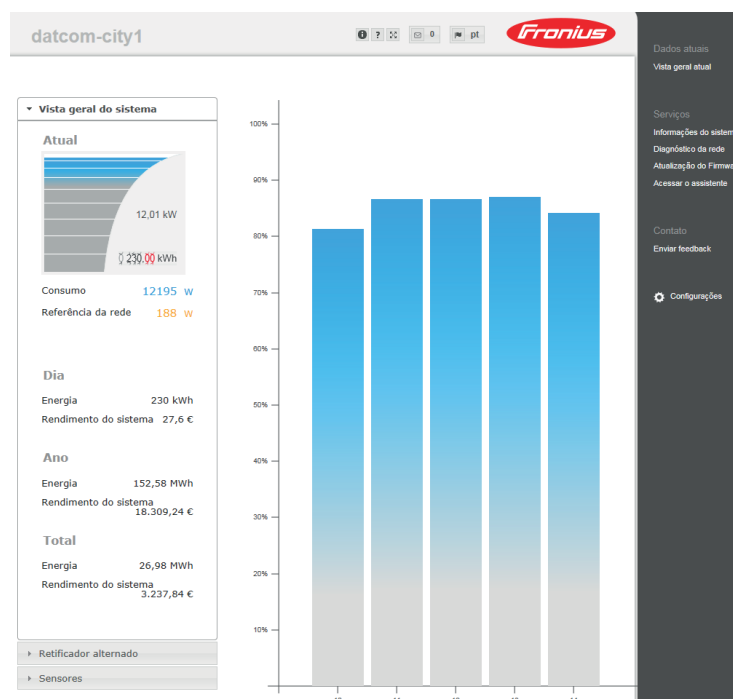 datcom-city1
0
pt
Fronius
Vista geral do sistema
Atual
12,01 kW
230.00 kWh
Consumo 12195 W
Referência da rede 188 W
Dia
Energia 230 kWh
Rendimento do sistema 27,6 €
Ano
Energia 152,58 MWh
Rendimento do sistema
18.309,24 €
Total
Energia 26,98 MWh
Rendimento do sistema
3.237,84 €
Retificador alternado
Sensores
100%
90%
80%
70%
60%
50%
40%
30%
20%
10%
Dados atuais
Vista geral atual
Serviços
Informações do sistem
Diagnóstico da rede
Atualização do Firmwa
Acessar o assistente
Contato
Enviar feedback
Configurações